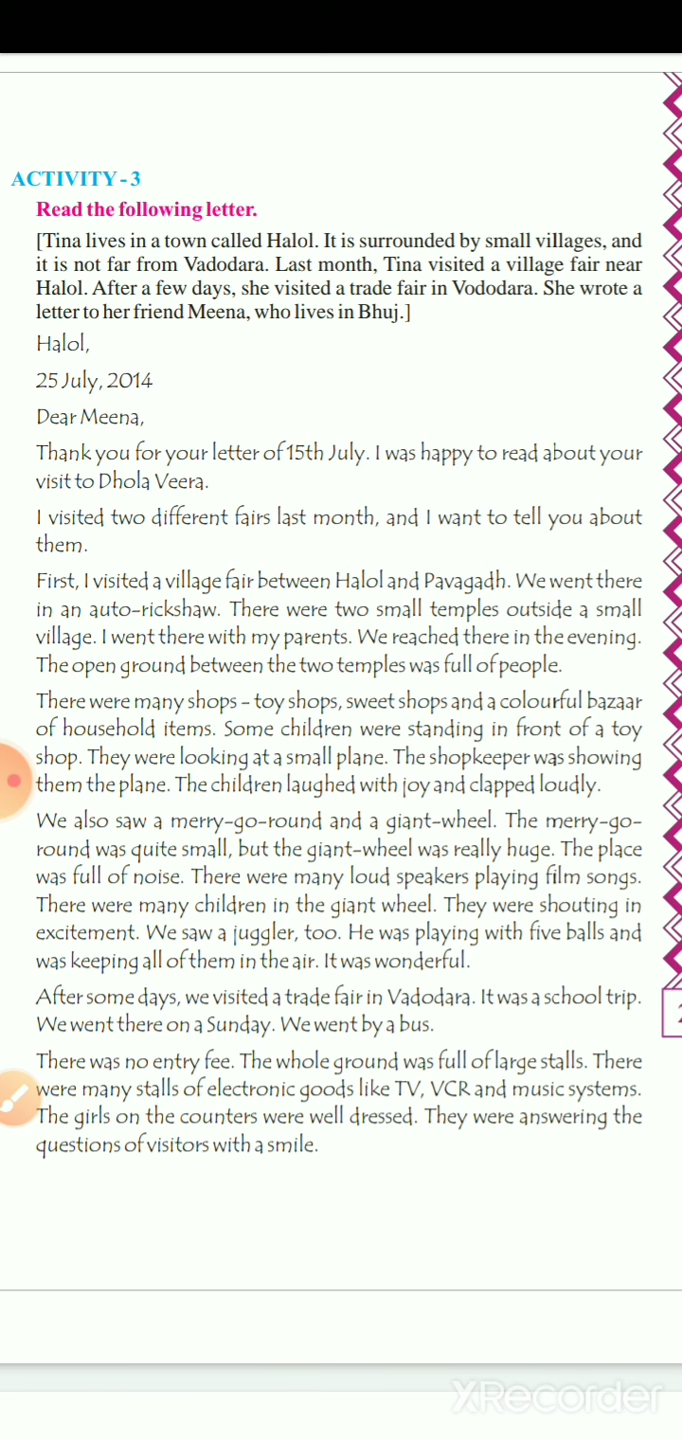 ACTIVITY - 3
Read the following letter.
[Tina lives in a town called Halol. It is surrounded by small villages, and
it is not far from Vadodara. Last month, Tina visited a village fair near
Halol. After a few days, she visited a trade fair in Vododara. She wrote a
letter to her friend Meena, who lives in Bhuj.]
Halol,
25 July, 2014
Dear Meena,
Thank you for your letter of 15th July. I was happy to read about your
visit to Dhola Veera.
I visited two different fairs last month, and I want to tell you about
them.
First, I visited a village fair between Halol and Pavagadh. We went there
in an auto-rickshaw. There were two small temples outside a small
village. I went there with my parents. We reached there in the evening.
The open ground between the two temples was full of people.
There were many shops - toy shops, sweet shops and a colourful bazaar
of household items. Some children were standing in front of a toy
shop. They were looking at a small plane. The shopkeeper was showing
them the plane. The children laughed with joy and clapped loudly.
We also saw a merry-go-round and a giant-wheel. The merry-go-
round was quite small, but the giant-wheel was really huge. The place
was full of noise. There were many loud speakers playing film songs.
There were many children in the giant wheel. They were shouting in
excitement. We saw a juggler, too. He was playing with five balls and
was keeping all of them in the air. It was wonderful.
After some days, we visited a trade fair in Vadodara. It was a school trip.
We went there on a Sunday. We went by a bus.
There was no entry fee. The whole ground was full of large stalls. There
were many stalls of electronic goods like TV, VCR and music systems.
The girls on the counters were well dressed. They were answering the
questions of visitors with a smile.
XRecorder